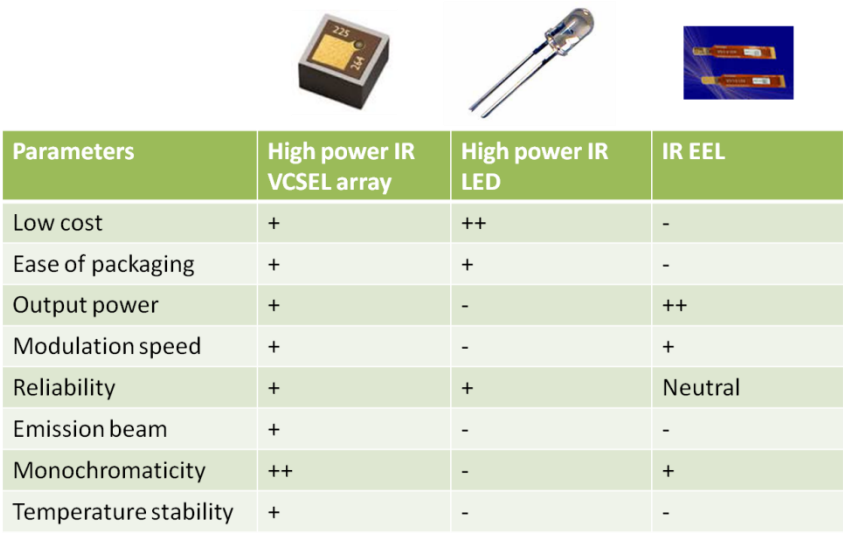 225
264
Parameters High power IR VCSEL array High power IR LED IR EEL
Low cost + ++ -
Ease of packaging + + -
Output power + - ++
Modulation speed + - +
Reliability + + Neutral
Emission beam + - -
Monochromaticity ++ - +
Temperature stability + - -